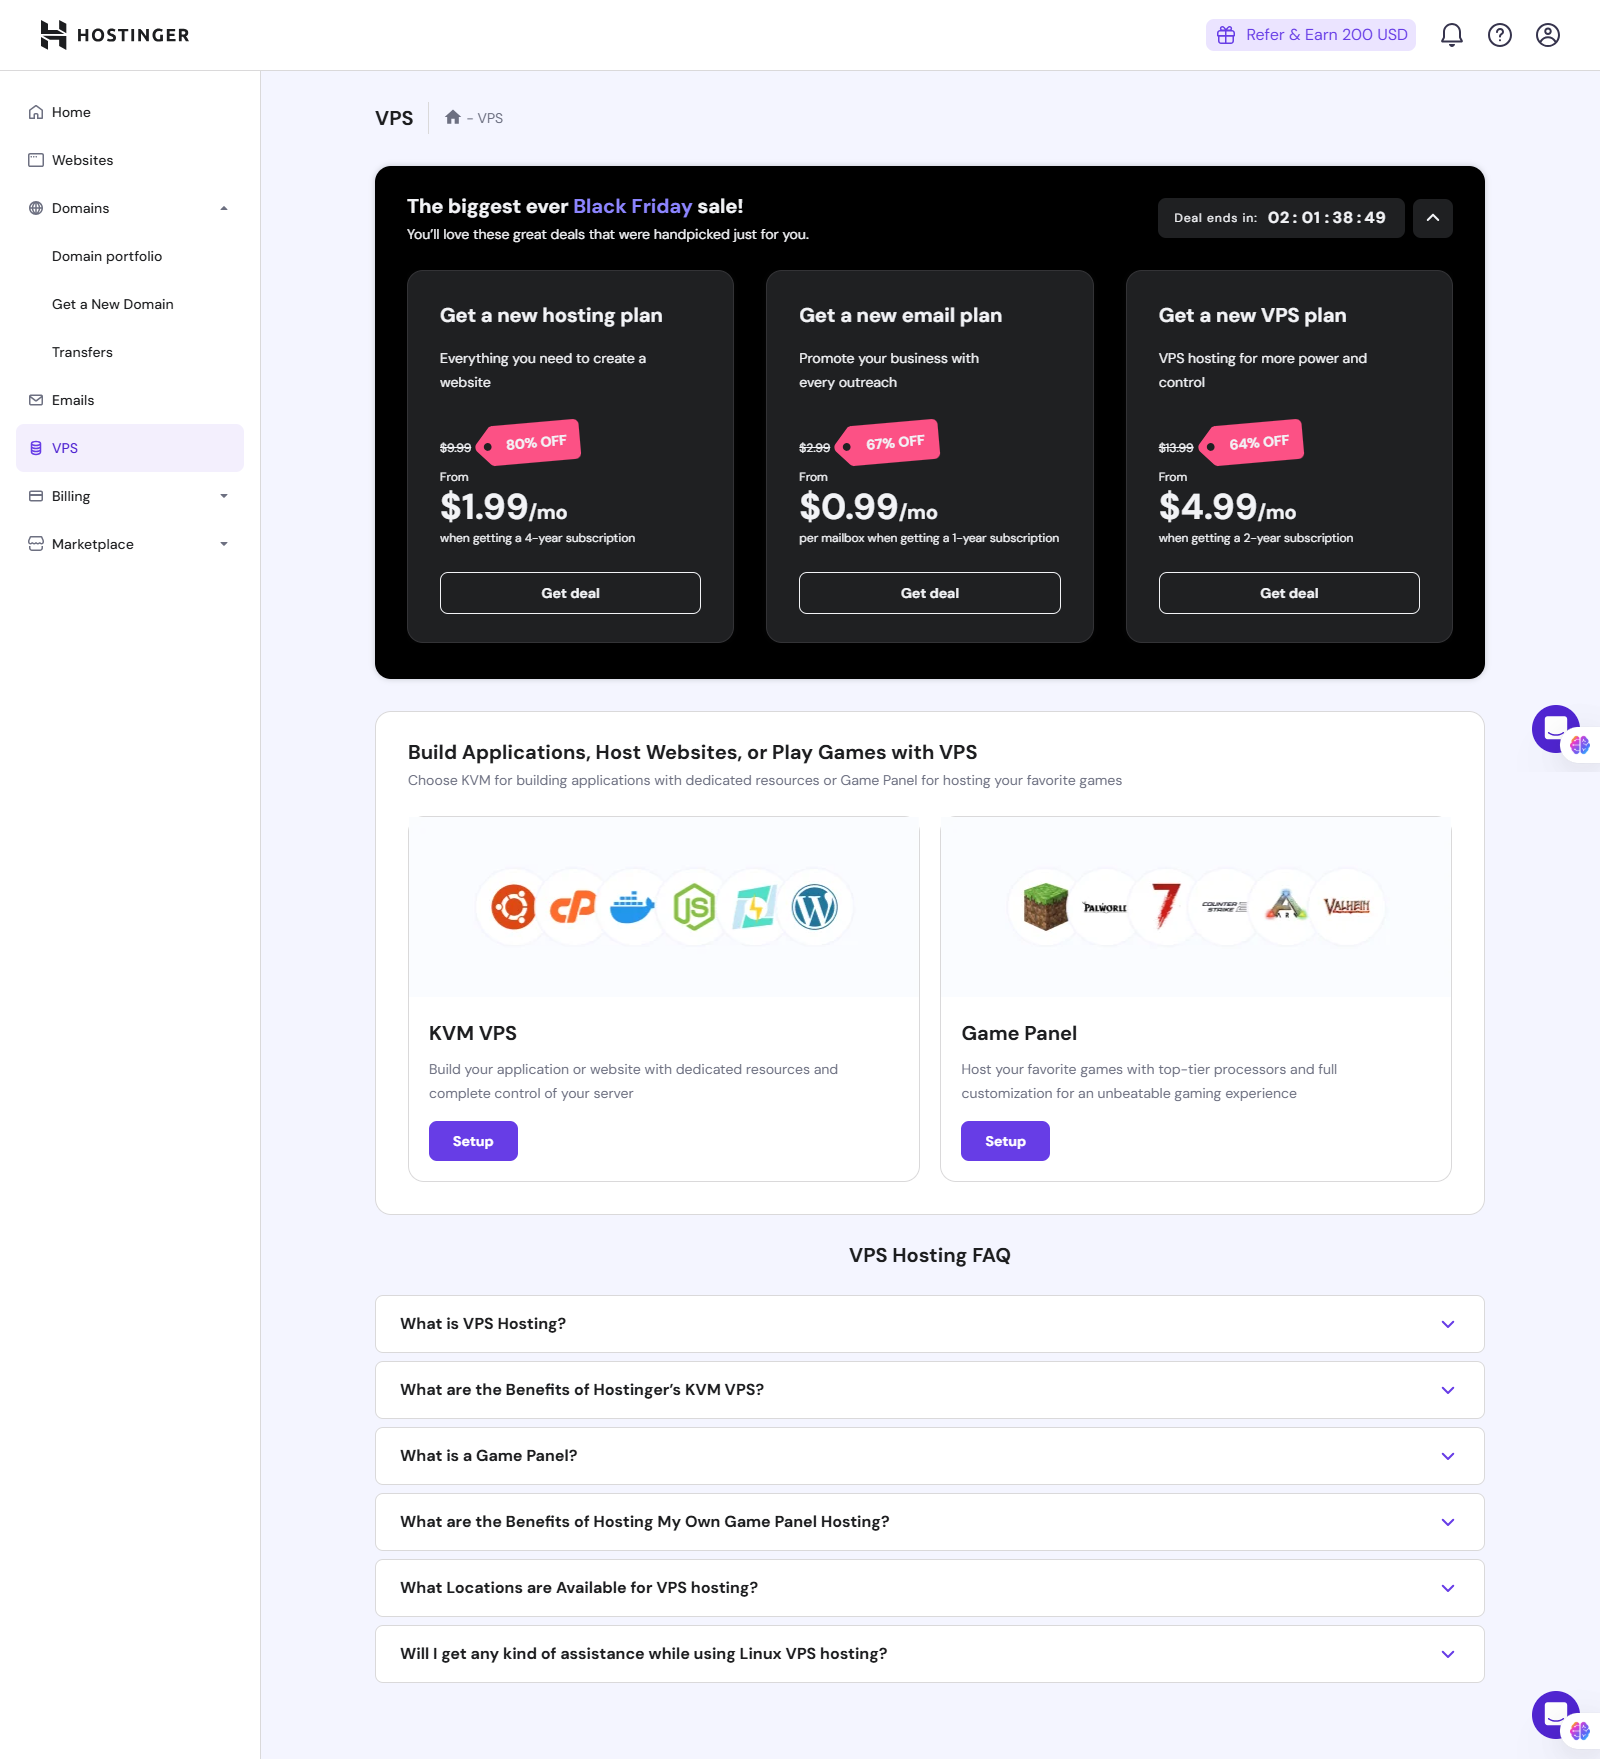 HOSTINGER
Refer & Earn 200 USD
Home
Websites
Domains
Domain portfolio
Get a New Domain
Transfers
Emails
VPS
Billing
Marketplace
VPS
- VPS
The biggest ever Black Friday sale!
You'll love these great deals that were handpicked just for you.
Deal ends in: 02 : 01 : 38 : 49
Get a new hosting plan
Everything you need to create a
website
$9.99
80% OFF
From
$1.99/mo
when getting a 4-year subscription
Get deal
Get a new email plan
Promote your business with
every outreach
$2.99
67% OFF
From
$0.99/mo
per mailbox when getting a 1-year subscription
Get deal
Get a new VPS plan
VPS hosting for more power and
control
$13.99
64% OFF
From
$4.99/mo
when getting a 2-year subscription
Get deal
Build Applications, Host Websites, or Play Games with VPS
Choose KVM for building applications with dedicated resources or Game Panel for hosting your favorite games
cP
JS
W
PALWORL
7
COUNTER
STRIKE 2
ARK
VALHEIM
KVM VPS
Build your application or website with dedicated resources and
complete control of your server
Setup
Game Panel
Host your favorite games with top-tier processors and full
customization for an unbeatable gaming experience
Setup
VPS Hosting FAQ
What is VPS Hosting?
What are the Benefits of Hostinger’s KVM VPS?
What is a Game Panel?
What are the Benefits of Hosting My Own Game Panel Hosting?
What Locations are Available for VPS hosting?
Will I get any kind of assistance while using Linux VPS hosting?